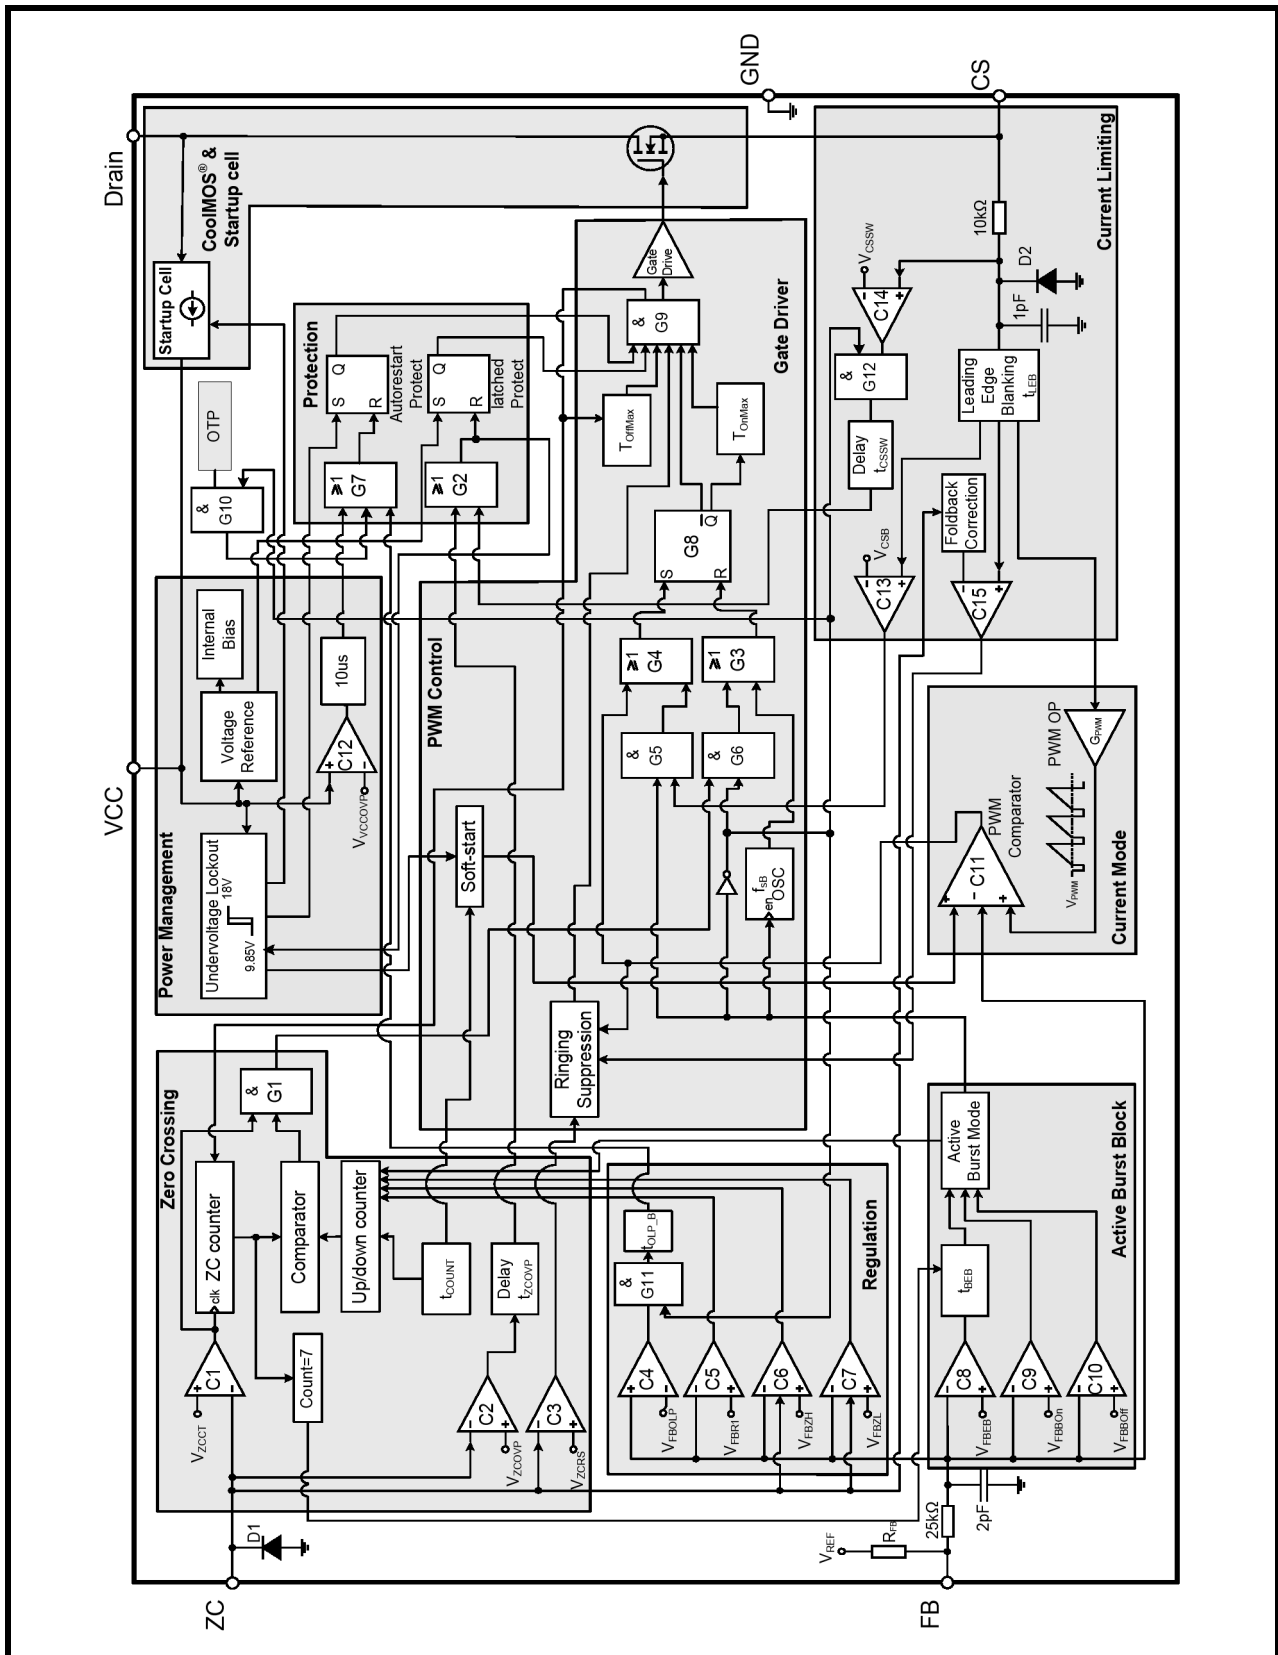 Drain
VCC
ZC
GND
CS
FB
CoolMOS® &
Startup cell
Startup Cell
OTP
&
G10
Power Management
Undervoltage Lockout
18V
9.85V
Voltage
Reference
Internal
Bias
10us
C12
VVCCOVP
Protection
S Q
R
Autorestart
Protect
S Q
R
latched
Protect
≥1
G7
≥1
G2
Zero Crossing
C1
VZCCT
clk ZC counter
&
G1
Comparator
Up/down counter
Count=7
tCOUNT
Delay
tZCOVP
C2
VZCOVP
C3
VZCRS
D1
PWM Control
Soft-start
Ringing
Suppression
fsB
OSC
en
&
G5
&
G6
≥1
G4
≥1
G3
S
R
G8
Q
Gate Driver
TOffMax
TOnMax
&
G9
Gate
Drive
Current Limiting
10kΩ
D2
1pF
Leading
Edge
Blanking
tLEB
C14
VCSSW
&
G12
Delay
tCSSW
Foldback
Correction
C13
VCSB
C15
Current Mode
PWM OP
GPWM
PWM
Comparator
C11
VPWM
Regulation
C4
VFBOLP
C5
VFBR1
C6
VFBZH
C7
VFBZL
&
G11
tOLP_B
Active Burst Block
Active
Burst Mode
tBEB
C8
VFBEB
C9
VFBBOn
C10
VFBBOff
VREF
RFB
25kΩ
2pF